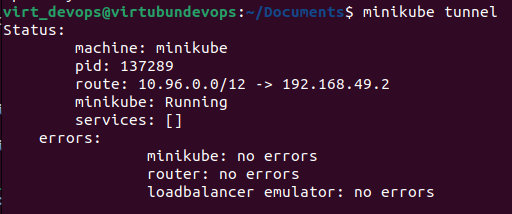 virt_devops@virtubundevops:~/Documents$ minikube tunnel
Status:
machine: minikube
pid: 137289
route: 10.96.0.0/12 -> 192.168.49.2
minikube: Running
services: []
errors:
minikube: no errors
router: no errors
loadbalancer emulator: no errors